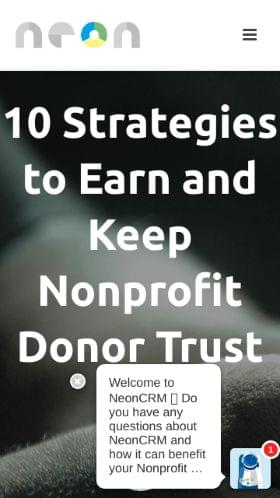 neon
10 Strategies
to Earn and
Keep
Nonprofit
Donor Trust
Welcome to
NeonCRM ▯ Do
you have any
questions about
NeonCRM and
how it can benefit
your Nonprofit ...
1